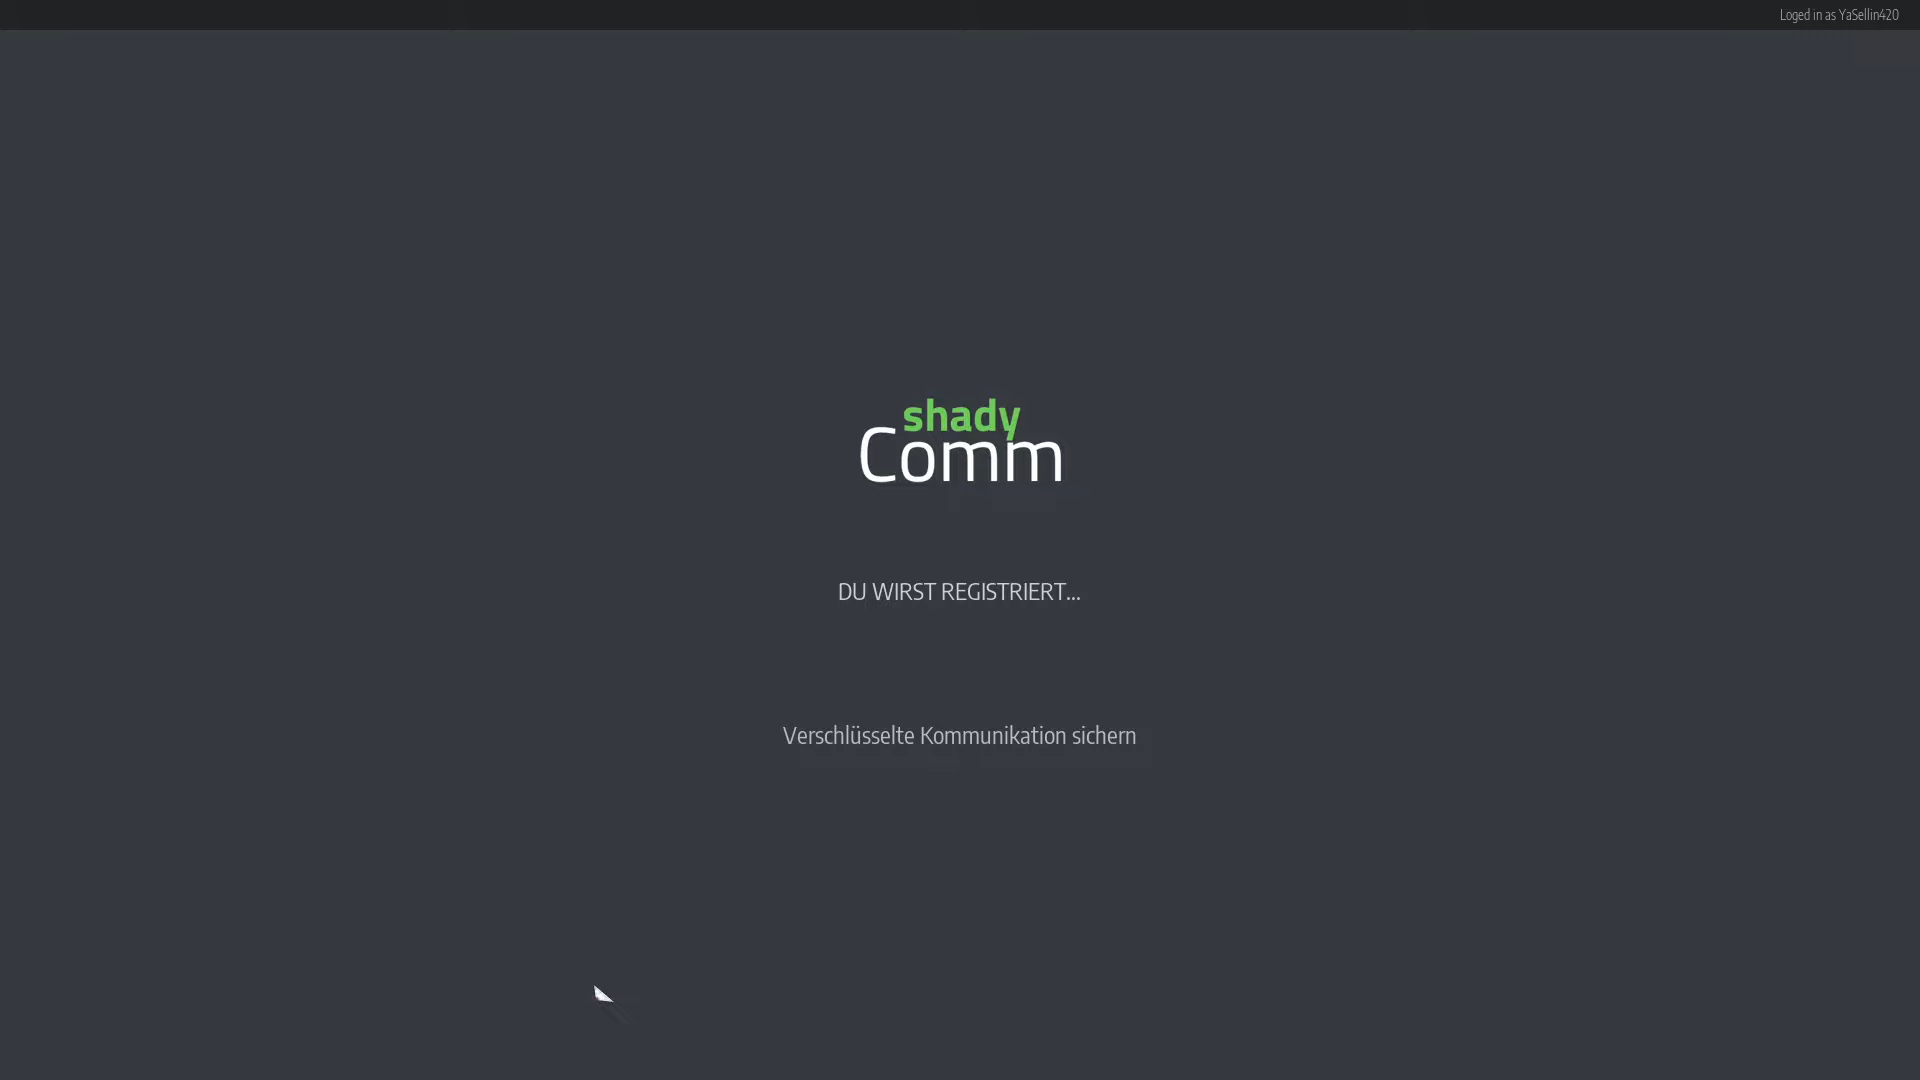 Loged in as YaSellin420
shady
Comm
DU WIRST REGISTRIERT...
Verschlüsselte Kommunikation sichern